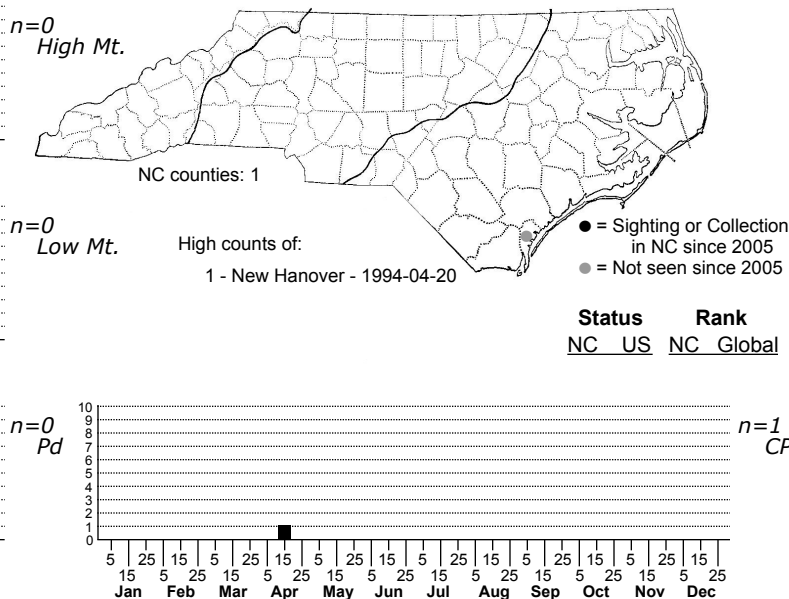 n=0
High Mt.
NC counties: 1
n=0
Low Mt.
High counts of:
1 - New Hanover - 1994-04-20
● = Sighting or Collection
in NC since 2005
● = Not seen since 2005
Status Rank
NC US NC Global
n=0
Pd
n=1
CP
10
9
8
7
6
5
4
3
2
1
0
5 25 15 5 25 15 5 25 15 5 25 15 5 25 15 5 25 15
15 5 25 15 5 25 15 5 25 15 5 25 15 5 25 15 5 25
Jan Feb Mar Apr May Jun Jul Aug Sep Oct Nov Dec